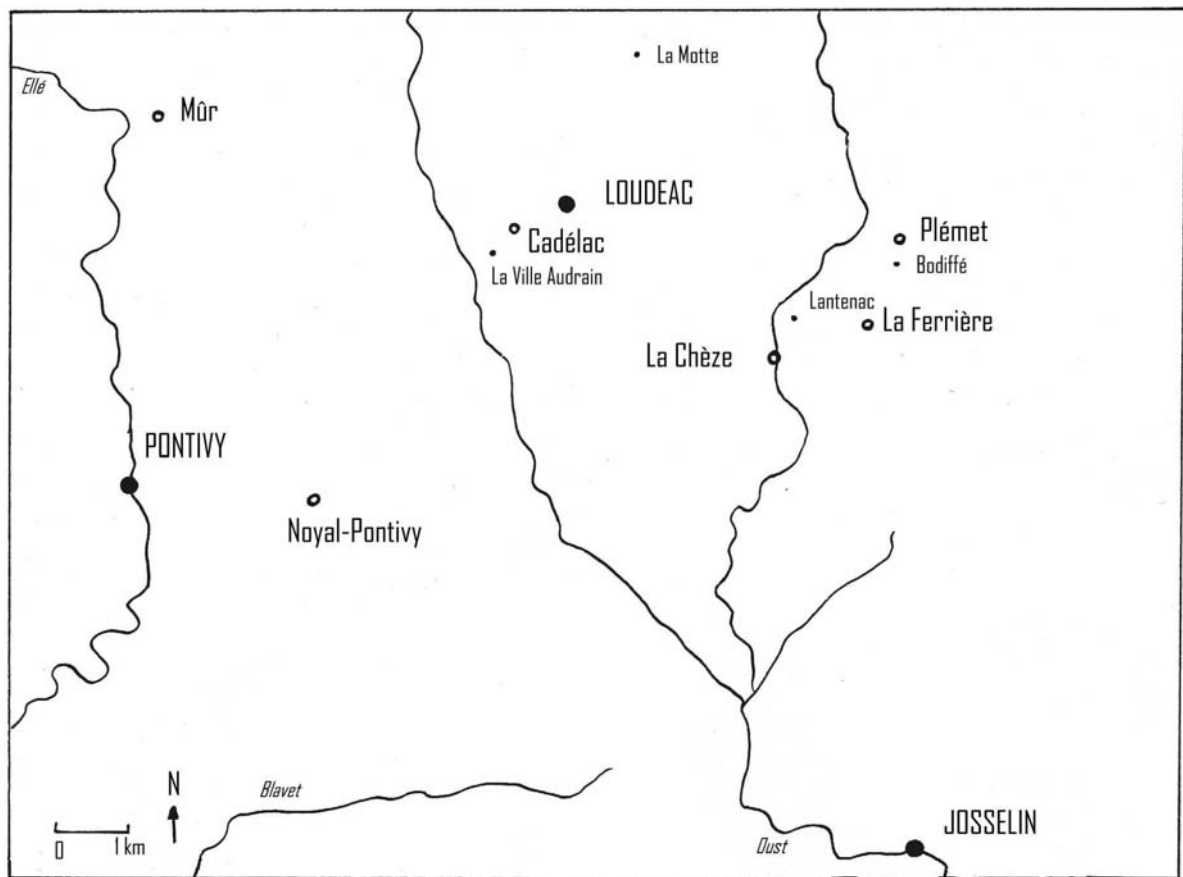 La Motte
Ellé
Mûr
LOUDEAC
Cadélac
La Ville Audrain
Plémet
Bodiffé
Lantenac
La Ferrière
La Chèze
PONTIVY
Noyal-Pontivy
N
Blavet
0 1 km
JOSSELIN
Oust